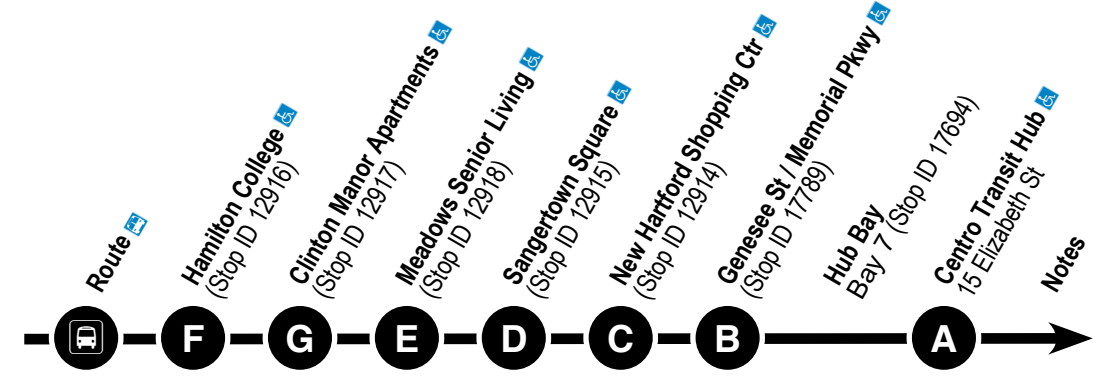 Route
Hamilton College
(Stop ID 12916)
Clinton Manor Apartments
(Stop ID 12917)
Meadows Senior Living
(Stop ID 12918)
Sangertown Square
(Stop ID 12915)
New Hartford Shopping Ctr
(Stop ID 12914)
Genesee St / Memorial Pkwy
(Stop ID 17789)
Hub Bay
Bay 7 (Stop ID 17694)
Centro Transit Hub
15 Elizabeth St
Notes
F
G
E
D
C
B
A